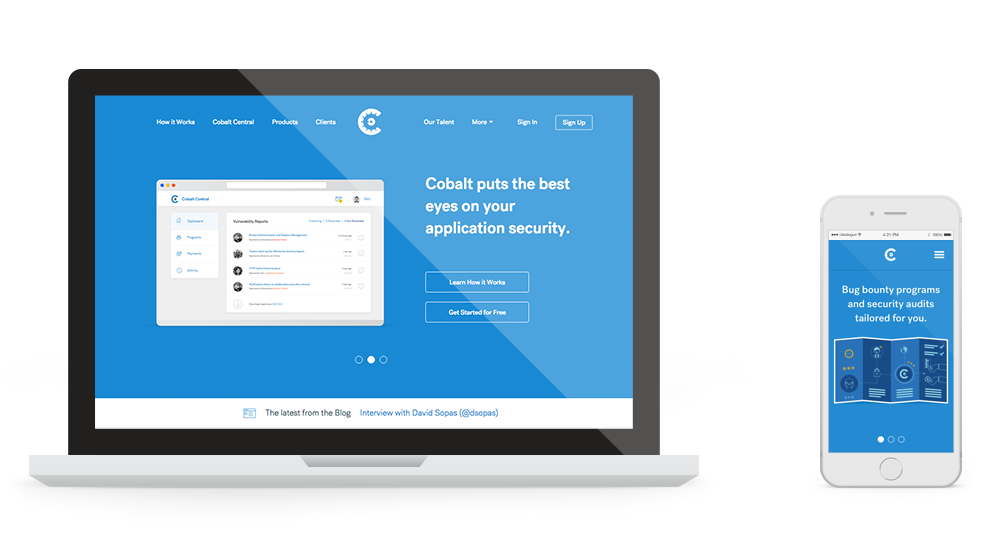 How it Works
Cobalt Central
Products
Clients
Our Talent
More
Sign In
Sign Up
Cobalt puts the best
eyes on your
application security.
Learn How it Works
Get Started for Free
Cobalt Central
Dashboard
Programs
Payments
Activity
Vulnerability Reports
The latest from the Blog
Interview with David Sopas (@dsopas)
4:21 PM
100%
Bug bounty programs
and security audits
tailored for you.